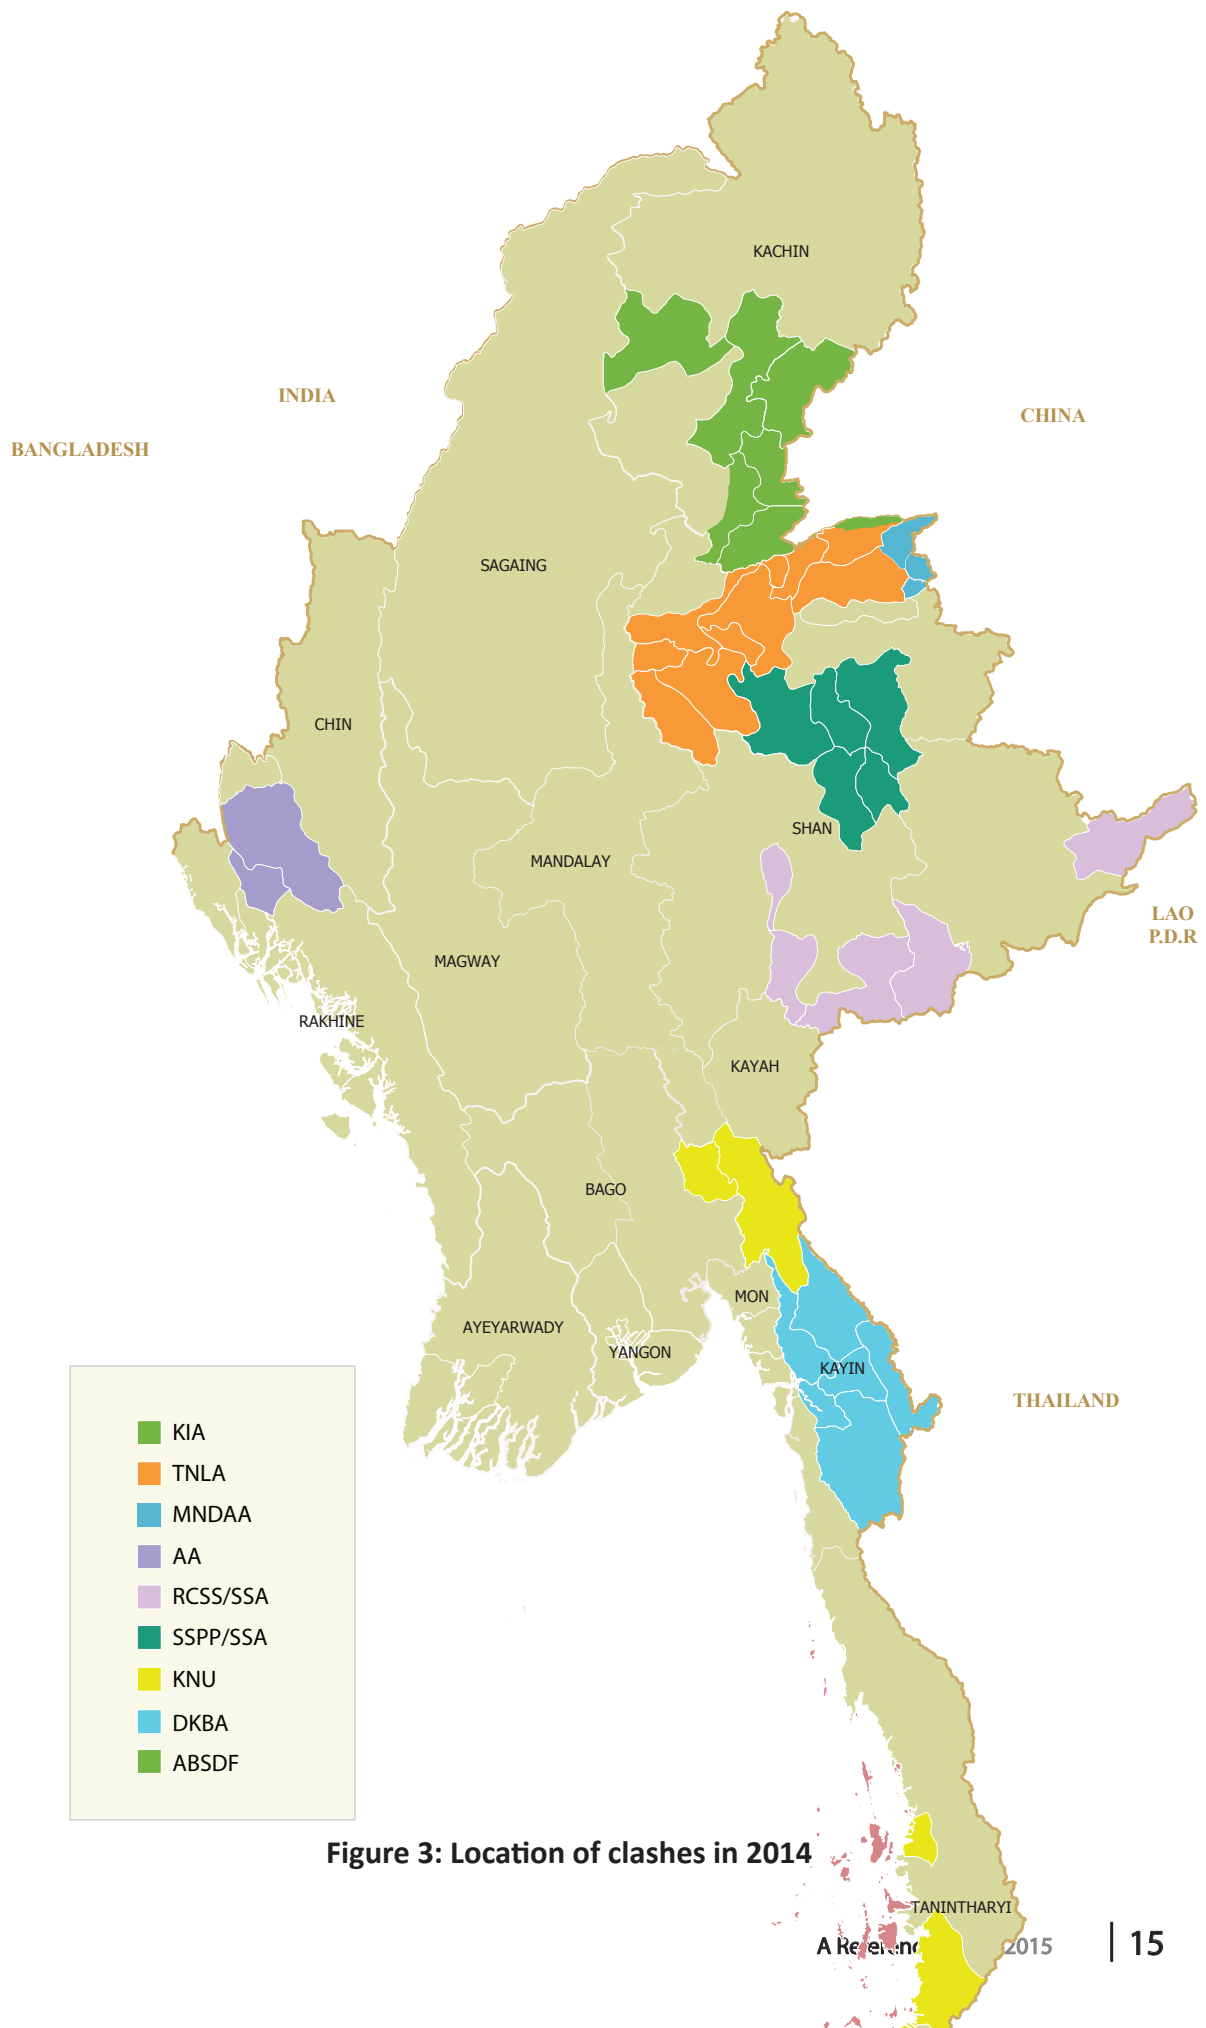 KACHIN
INDIA
CHINA
BANGLADESH
SAGAING
CHIN
SHAN
MANDALAY
LAO
P.D.R
MAGWAY
RAKHINE
KAYAH
BAGO
MON
AYEYARWADY
YANGON
KAYIN
THAILAND
KIA
TNLA
MNDAA
AA
RCSS/SSA
SSPP/SSA
KNU
DKBA
ABSDF
Figure 3: Location of clashes in 2014
TANINTHARYI
A 2015 | 15